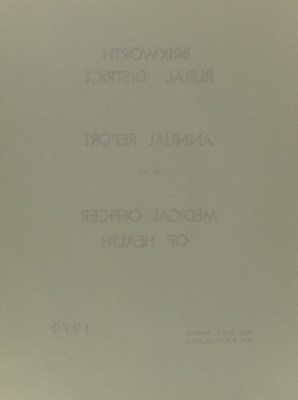 BRIXWORTH
RURAL DISTRICT
ANNUAL REPORT
MEDICAL OFFICER
OF HEALTH
1970